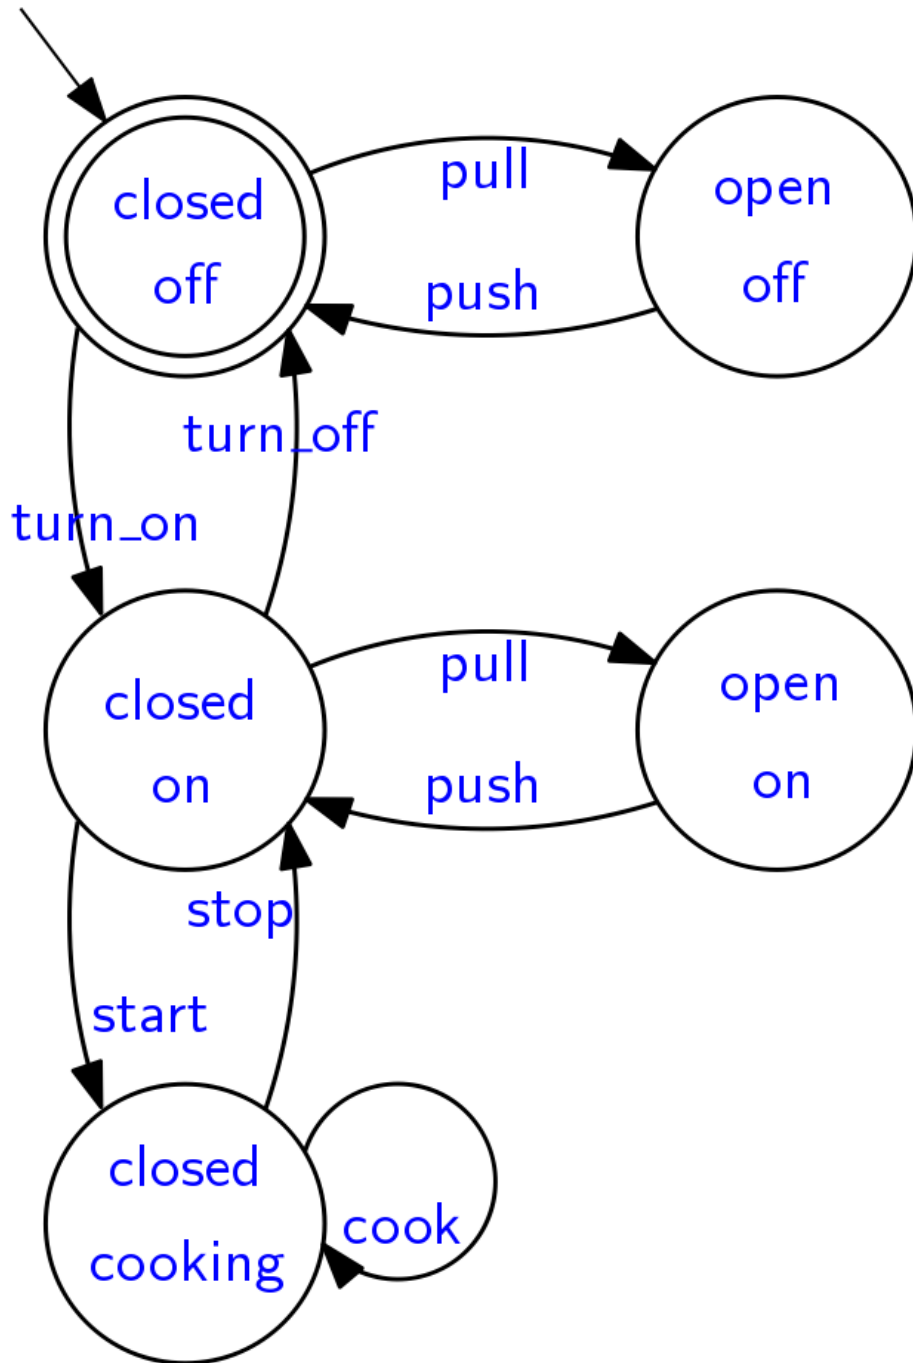 closed
off
pull
push
open
off
turn_off
turn_on
closed
on
pull
push
open
on
stop
start
closed
cooking
cook